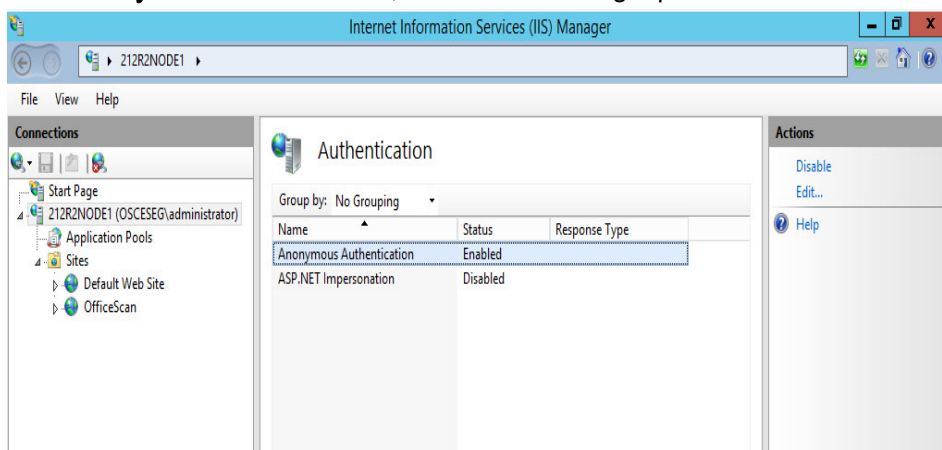 Internet Information Services (IIS) Manager
212R2NODE1
File View Help
Connections
Start Page
212R2NODE1 (OSCESEG\administrator)
Application Pools
Sites
Default Web Site
OfficeScan
Authentication
Group by: No Grouping
Name Status Response Type
Anonymous Authentication Enabled
ASP.NET Impersonation Disabled
Actions
Disable
Edit...
Help